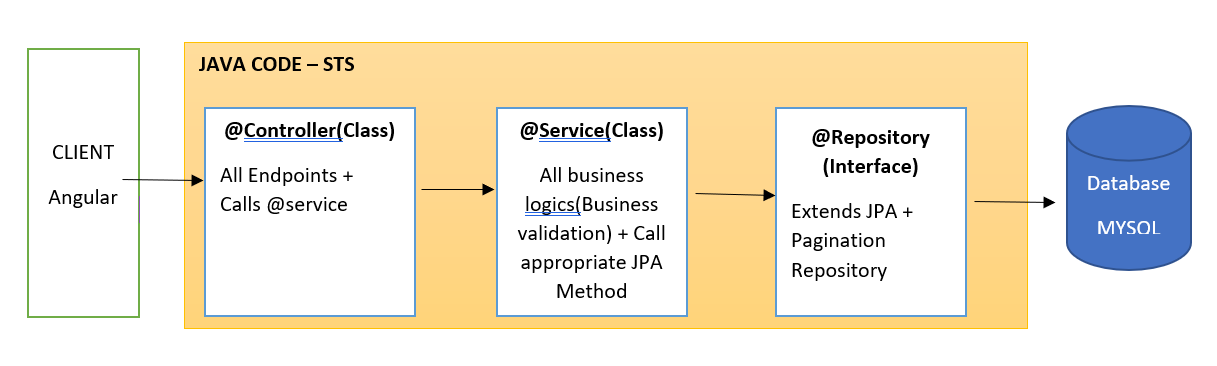 JAVA CODE – STS
CLIENT
Angular
@Controller(Class)
All Endpoints +
Calls @service
@Service(Class)
All business
logics(Business
validation) + Call
appropriate JPA
Method
@Repository
(Interface)
Extends JPA +
Pagination
Repository
Database
MYSQL